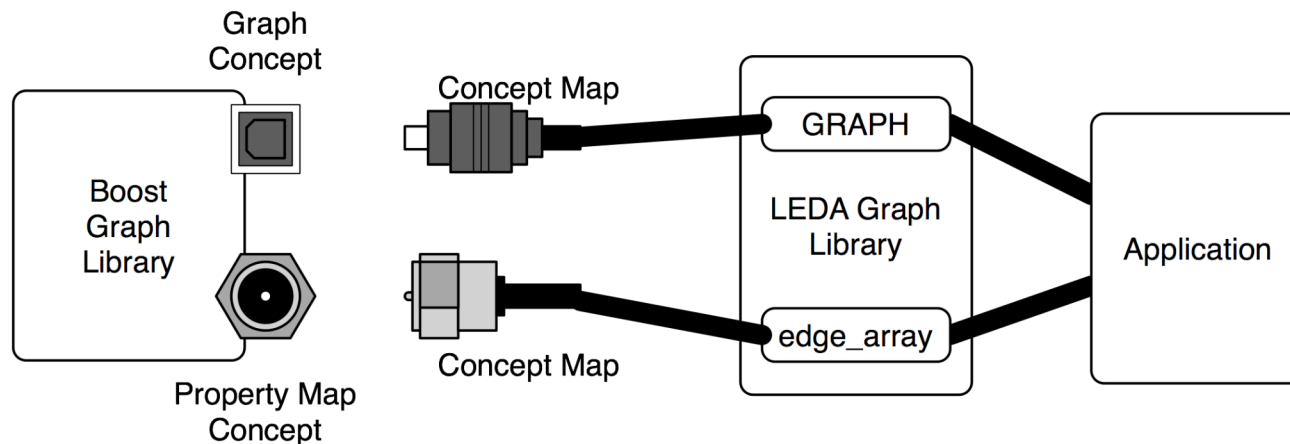 Graph
Concept
Concept Map
GRAPH
Boost
Graph
Library
LEDA Graph
Library
Application
edge_array
Concept Map
Property Map
Concept